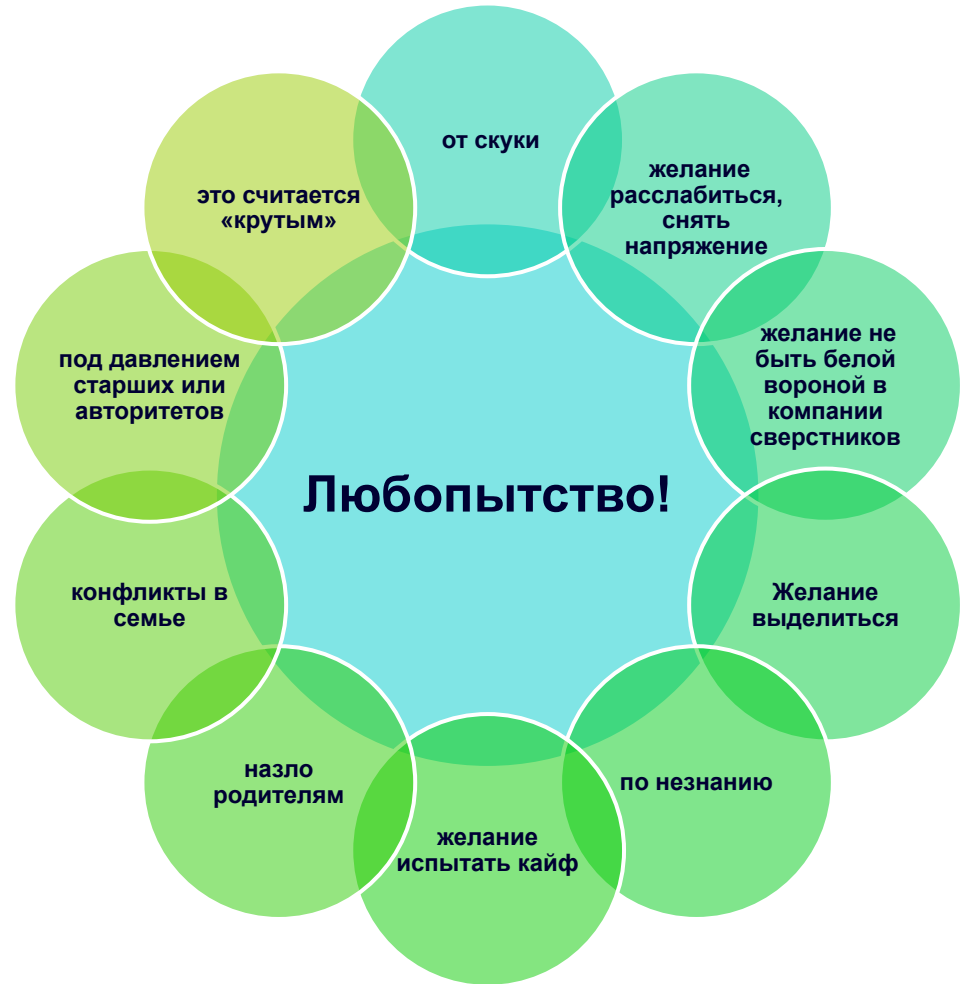 от скуки
желание
расслабиться,
снять
напряжение
желание не
быть белой
вороной в
компании
сверстников
Желание
выделиться
по незнанию
желание
испытать кайф
назло
родителям
конфликты в
семье
под давлением
старших или
авторитетов
это считается
«крутым»
Любопытство!